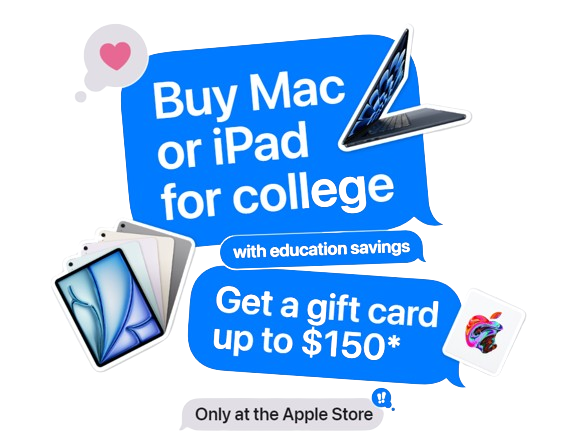 Buy Mac
or iPad
for college
with education savings
Get a gift card
up to $150*
Only at the Apple Store
!!